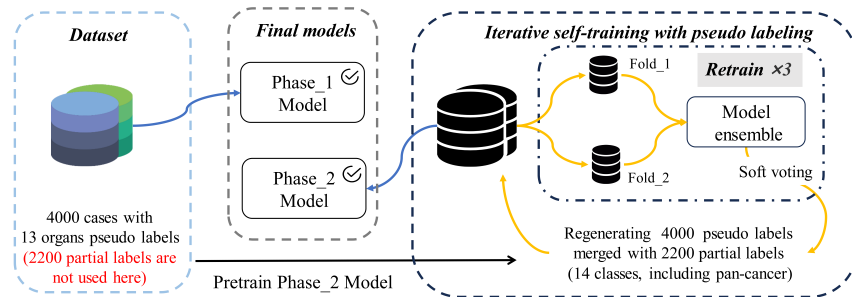 Dataset
4000 cases with
13 organs pseudo labels
(2200 partial labels are
not used here)
Final models
Phase_1
Model
Phase_2
Model
Pretrain Phase_2 Model
Iterative self-training with pseudo labeling
Fold_1
Retrain ×3
Model
ensemble
Fold_2
Soft voting
Regenerating 4000 pseudo labels
merged with 2200 partial labels
(14 classes, including pan-cancer)